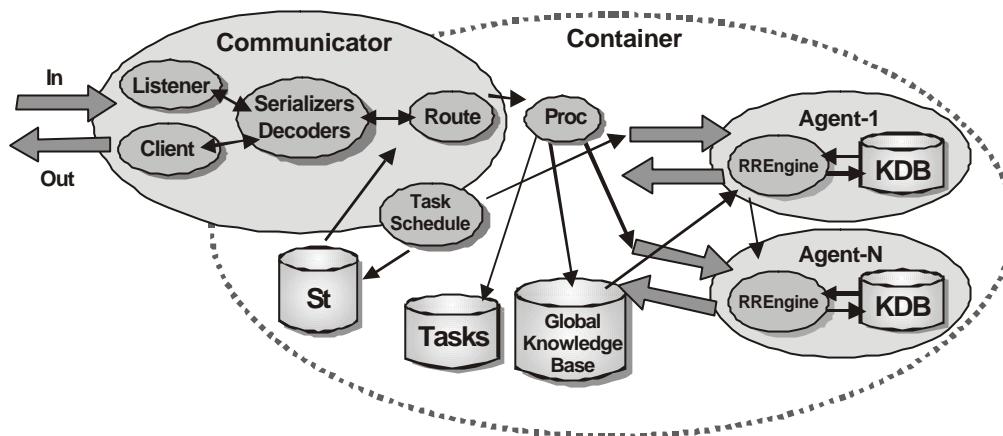 Communicator
Container
In
Listener
Serializers
Decoders
Route
Proc
Client
Out
Agent-1
RREngine
KDB
Task
Schedule
Agent-N
RREngine
KDB
St
Tasks
Global
Knowledge
Base